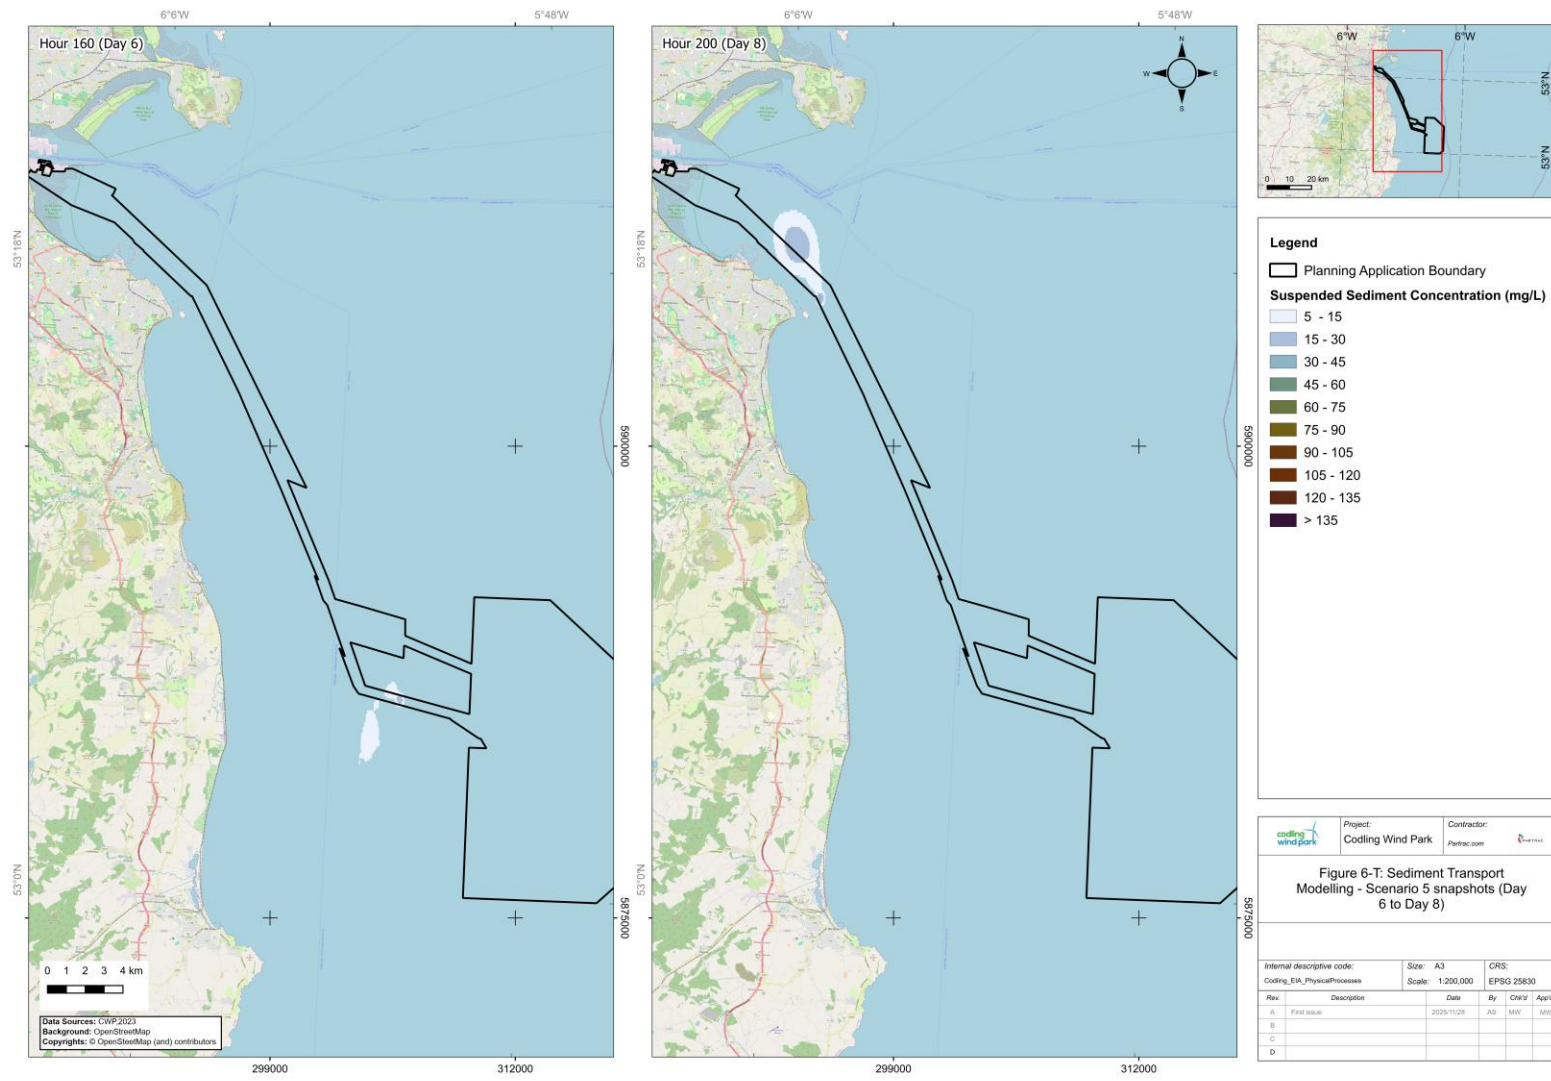 6°6'W
5°48'W
6°6'W
5°48'W
Hour 160 (Day 6)
Hour 200 (Day 8)
N
W
E
S
6°W
6°W
53°N
53°N
0 10 20 km
53°18'N
53°18'N
5900000
5900000
53°0'N
53°0'N
5875000
5875000
Legend
Planning Application Boundary
Suspended Sediment Concentration (mg/L)
5 - 15
15 - 30
30 - 45
45 - 60
60 - 75
75 - 90
90 - 105
105 - 120
120 - 135
> 135
codling
wind park
Project:
Codling Wind Park
Contractor:
Partrac.com
PARTRAC
Figure 6-T: Sediment Transport
Modelling - Scenario 5 snapshots (Day
6 to Day 8)
Internal descriptive code:
Codling_EIA_PhysicalProcesses
Size: A3
Scale: 1:200,000
CRS:
EPSG 25830
Rev. Description Date By Chk'd App'd
A First issue 2025/11/28 AB MW MW
B
C
D
0 1 2 3 4 km
Data Sources: CWP,2023
Background: OpenStreetMap
Copyrights: © OpenSteetMap (and) contributors
299000
312000
299000
312000